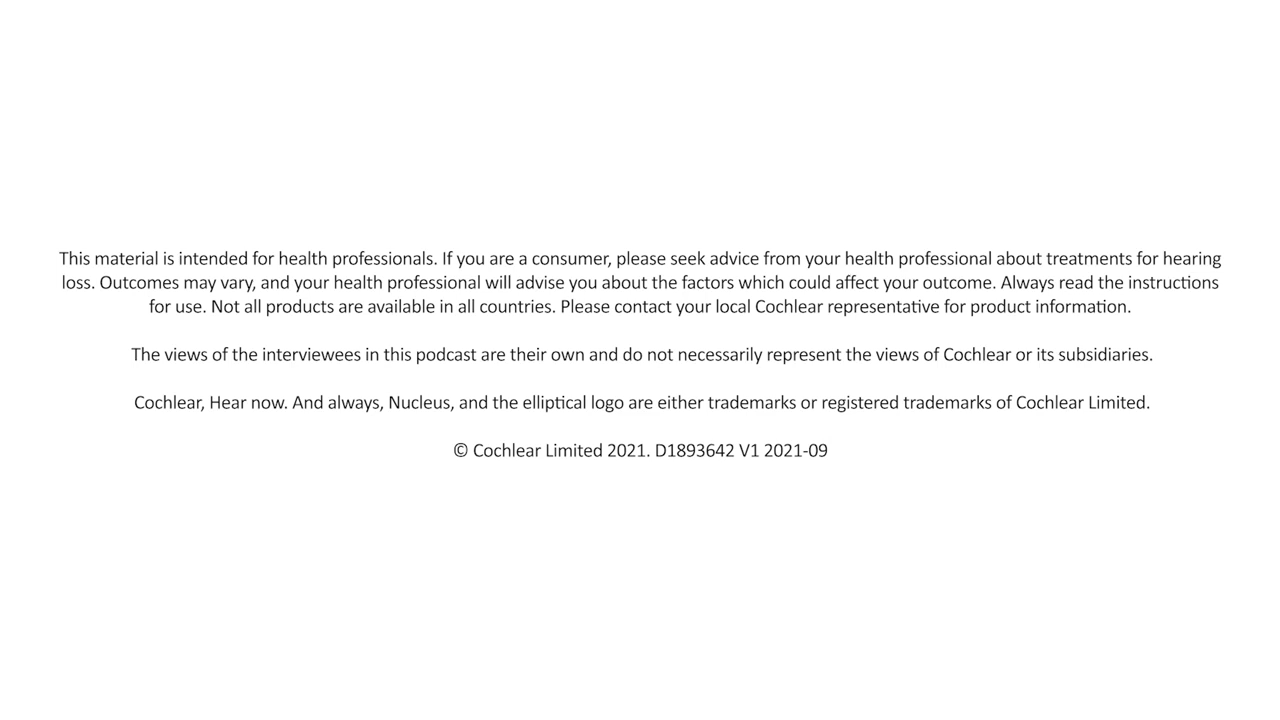 This material is intended for health professionals. If you are a consumer, please seek advice from your health professional about treatments for hearing
loss. Outcomes may vary, and your health professional will advise you about the factors which could affect your outcome. Always read the instructions
for use. Not all products are available in all countries. Please contact your local Cochlear representative for product information.
The views of the interviewees in this podcast are their own and do not necessarily represent the views of Cochlear or its subsidiaries.
Cochlear, Hear now. And always, Nucleus, and the elliptical logo are either trademarks or registered trademarks of Cochlear Limited.
© Cochlear Limited 2021. D1893642 V1 2021-09